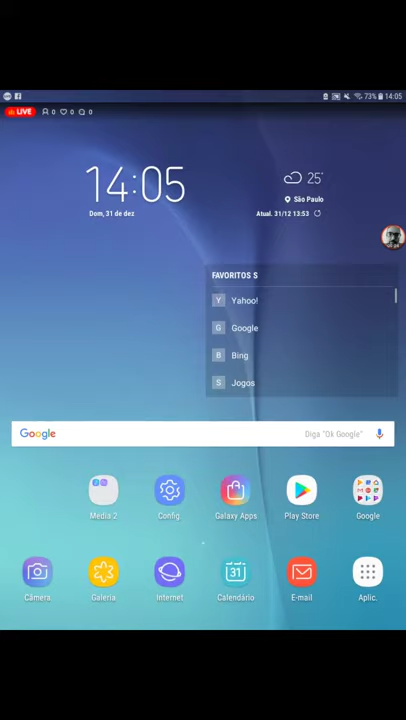 73% 14:05
LIVE 0 0 0
14:05
Dom, 31 de dez
25°
São Paulo
Atual. 31/12 13:53
FAVORITOS S
Y Yahoo!
G Google
B Bing
S Jogos
Google Diga "Ok Google"
Media 2
Config.
Galaxy Apps
Play Store
Google
31
Câmera
Galeria
Internet
Calendário
E-mail
Aplic.